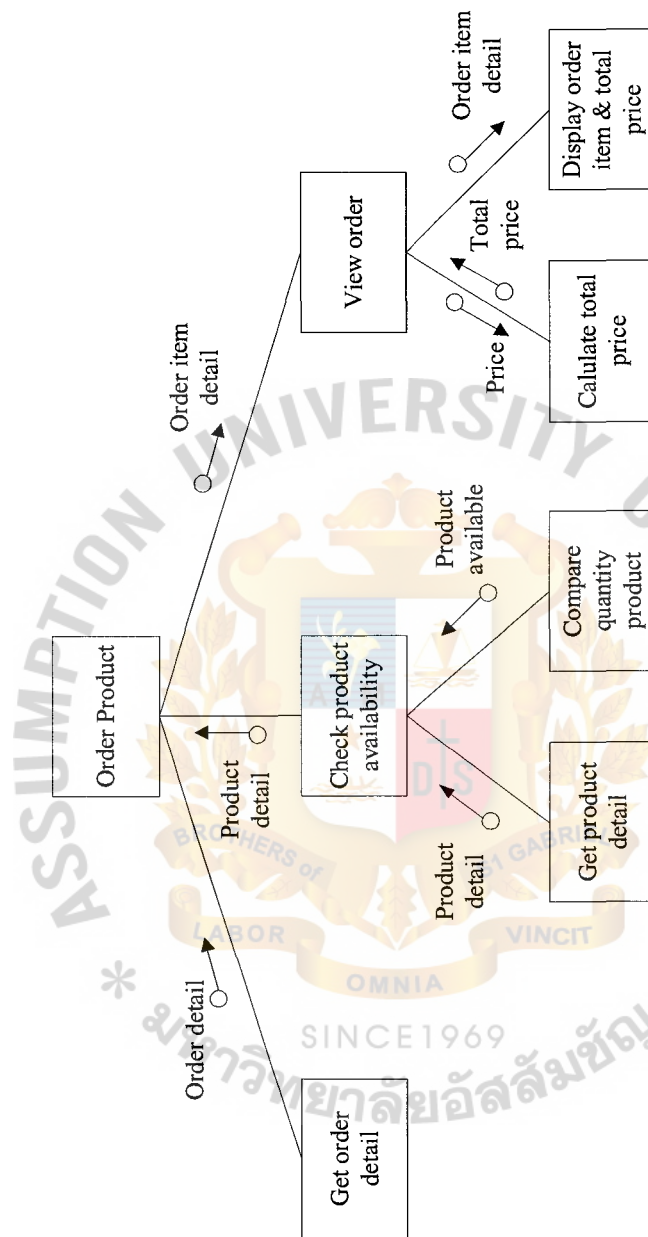 Order Product
Order detail
Product
detail
Order item
detail
Get order
detail
Check product
availability
View order
Product
detail
Product
available
Price
Total
price
Order item
detail
Get product
detail
Compare
quantity
product
Calulate total
price
Display order
item & total
price
ASSUMPTION UNIVERSITY
BROTHERS of
ST GABRIEL
D S
LABOR
OMNIA
VINCIT
SINCE1969
*